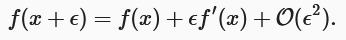 f(x + ϵ) = f(x) + ϵf′(x) + 𝒪(ϵ²).